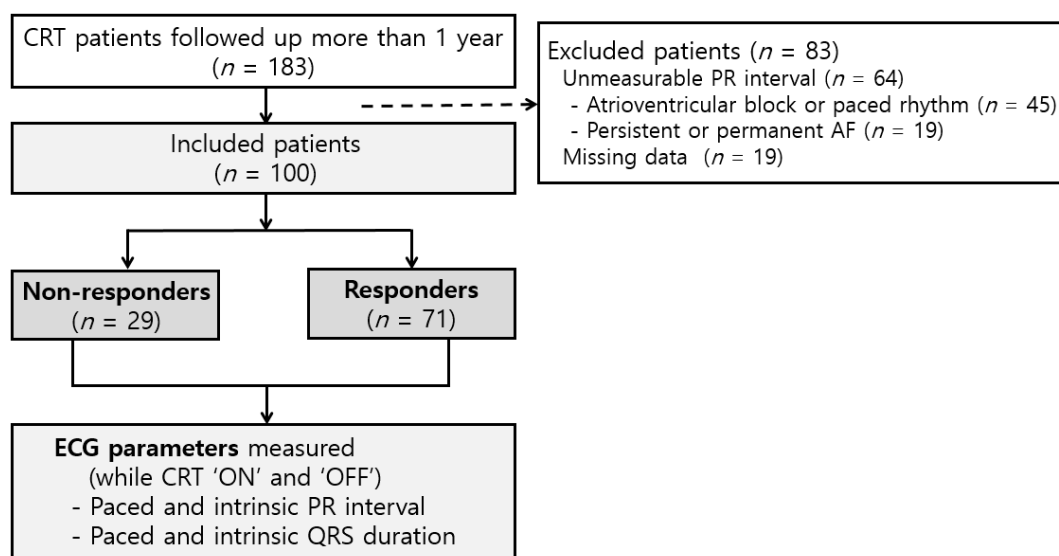 CRT patients followed up more than 1 year
(n = 183)
Excluded patients (n = 83)
Unmeasurable PR interval (n = 64)
- Atrioventricular block or paced rhythm (n = 45)
- Persistent or permanent AF (n = 19)
Missing data (n = 19)
Included patients
(n = 100)
Non-responders
(n = 29)
Responders
(n = 71)
ECG parameters measured
(while CRT ‘ON’ and ‘OFF’)
- Paced and intrinsic PR interval
- Paced and intrinsic QRS duration